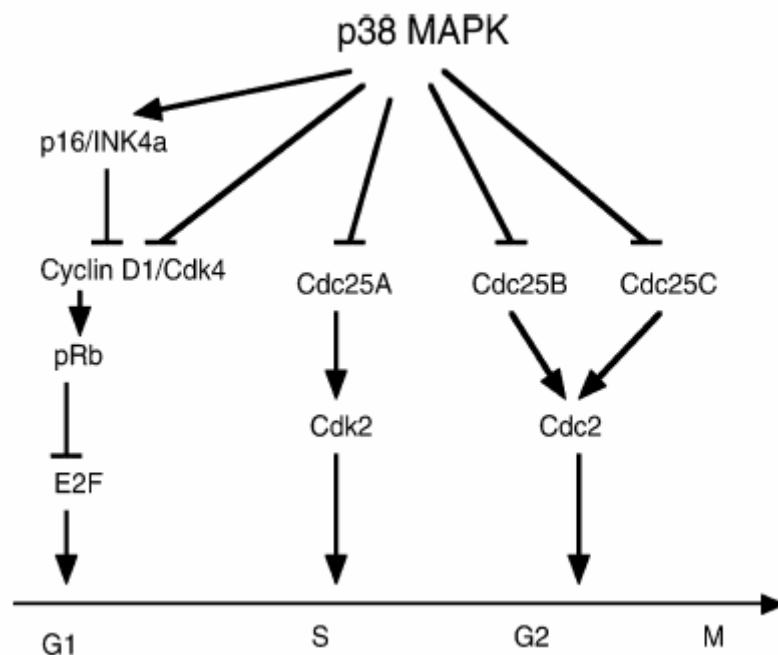 p38 MAPK
p16/INK4a
Cyclin D1/Cdk4
Cdc25A
Cdc25B
Cdc25C
pRb
Cdk2
Cdc2
E2F
G1
S
G2
M